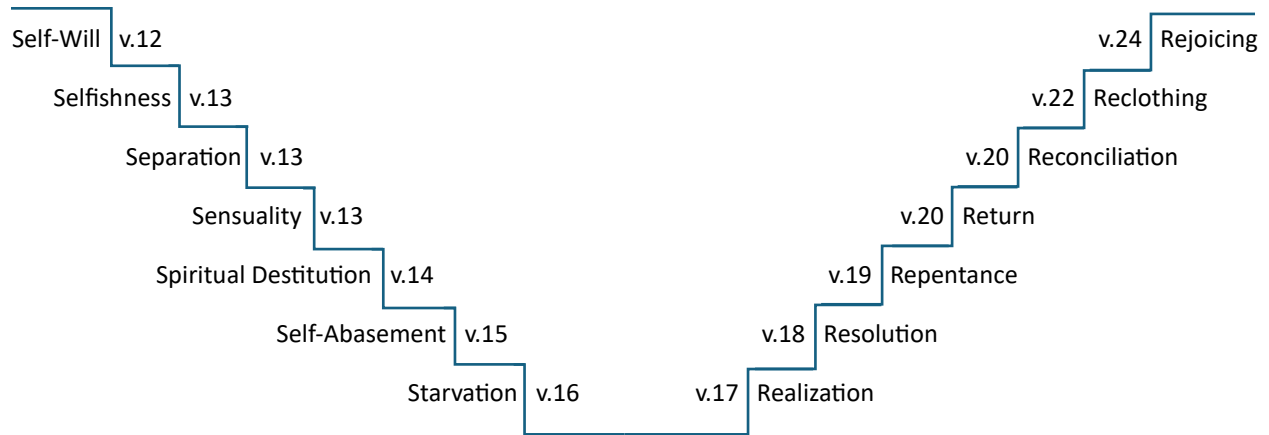 Self-Will v.12 v.24 Rejoicing
Selfishness v.13 v.22 Reclothing
Separation v.13 v.20 Reconciliation
Sensuality v.13 v.20 Return
Spiritual Destitution v.14 v.19 Repentance
Self-Abasement v.15 v.18 Resolution
Starvation v.16 v.17 Realization